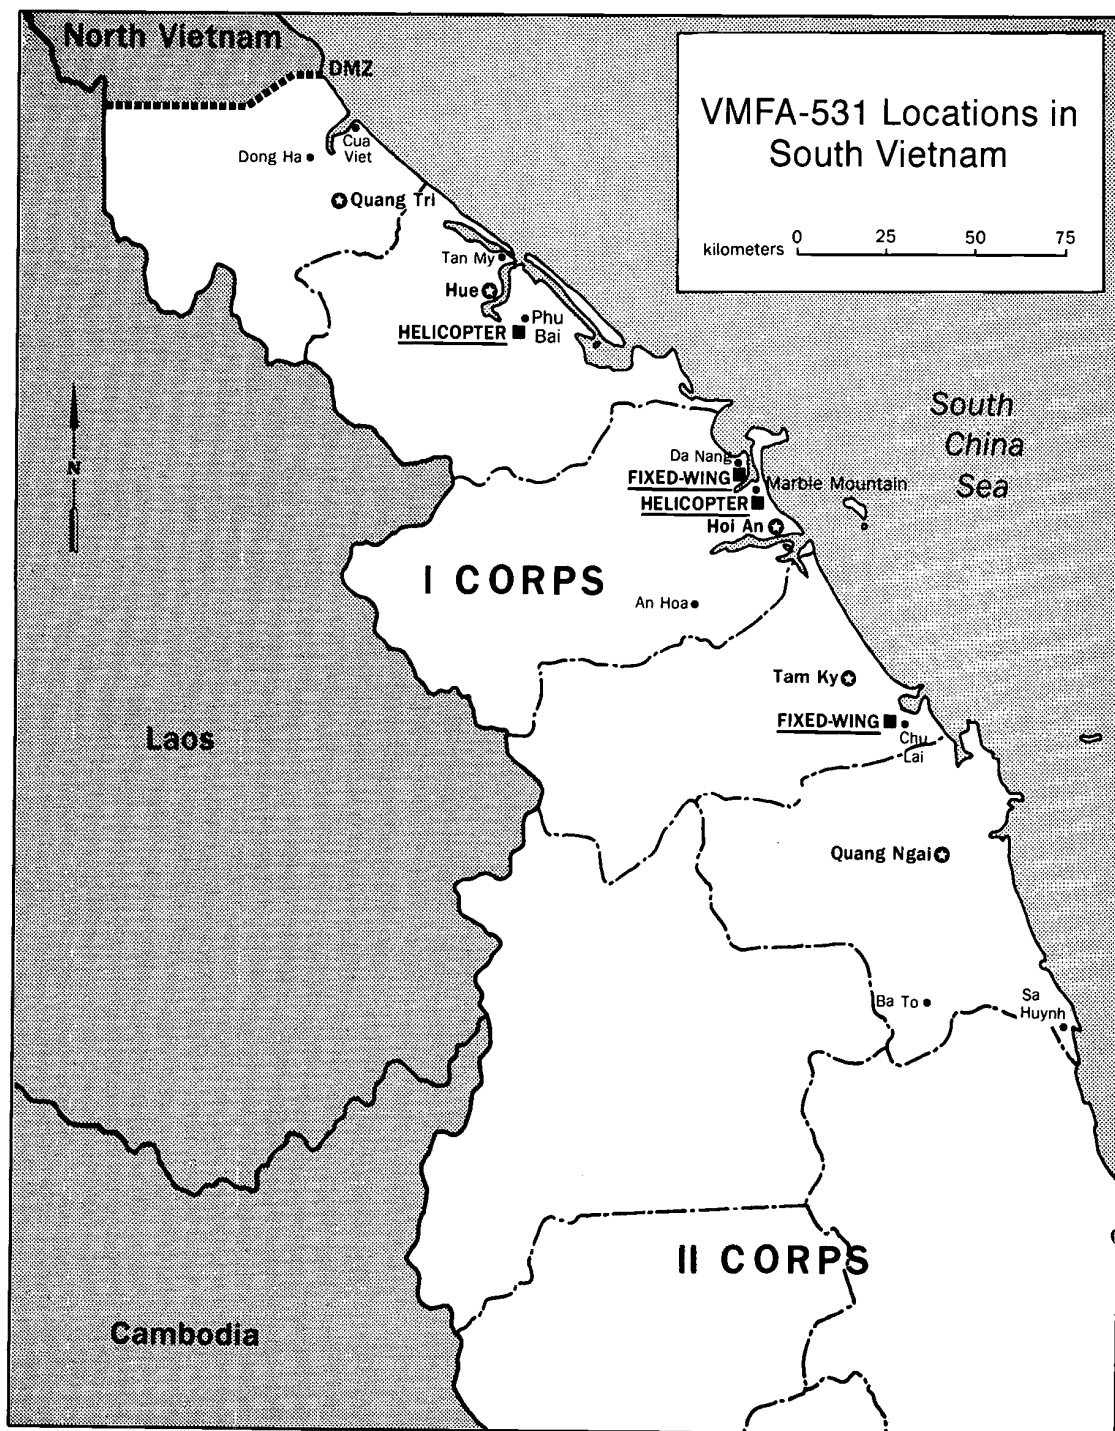 North Vietnam
DMZ
VMFA-531 Locations in
South Vietnam
kilometers 0 25 50 75
Cua
Viet
Dong Ha
Quang Tri
Tan My
Hue
Phu
Bai
HELICOPTER
N
South
China
Sea
Da Nang
FIXED-WING
Marble Mountain
HELICOPTER
Hoi An
I CORPS
An Hoa
Tam Ky
FIXED-WING
Chu
Lai
Laos
Quang Ngai
Ba To
Sa
Huynh
II CORPS
Cambodia